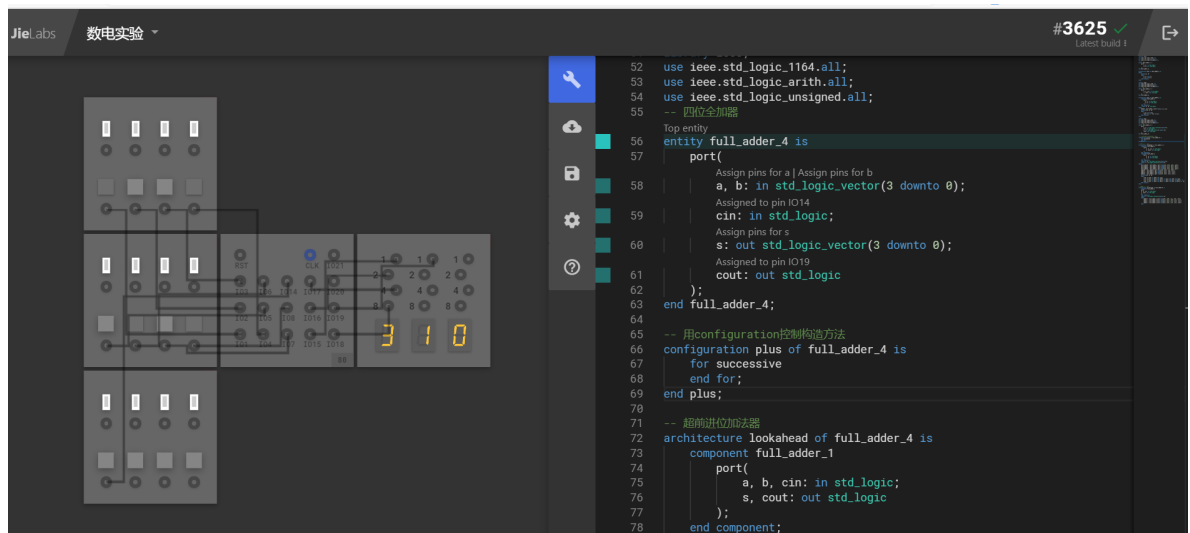 JieLabs 数电实验
#3625
Latest build
RST CLK IO21
IO3 IO6 IO14 IO17 IO20
IO2 IO5 IO8 IO16 IO19
IO1 IO4 IO7 IO15 IO18
1 1 1
2 2 2
4 4 4
8 8 8
3 1 0
52 use ieee.std_logic_1164.all;
53 use ieee.std_logic_arith.all;
54 use ieee.std_logic_unsigned.all;
55 -- 四位全加器
Top entity
56 entity full_adder_4 is
57 port(
Assign pins for a | Assign pins for b
58 a, b: in std_logic_vector(3 downto 0);
Assigned to pin IO14
59 cin: in std_logic;
Assign pins for s
60 s: out std_logic_vector(3 downto 0);
Assigned to pin IO19
61 cout: out std_logic
62 );
63 end full_adder_4;
64
65 -- 用configuration控制构造方法
66 configuration plus of full_adder_4 is
67 for successive
68 end for;
69 end plus;
70
71 -- 超前进位加法器
72 architecture lookahead of full_adder_4 is
73 component full_adder_1
74 port(
75 a, b, cin: in std_logic;
76 s, cout: out std_logic
77 );
78 end component;